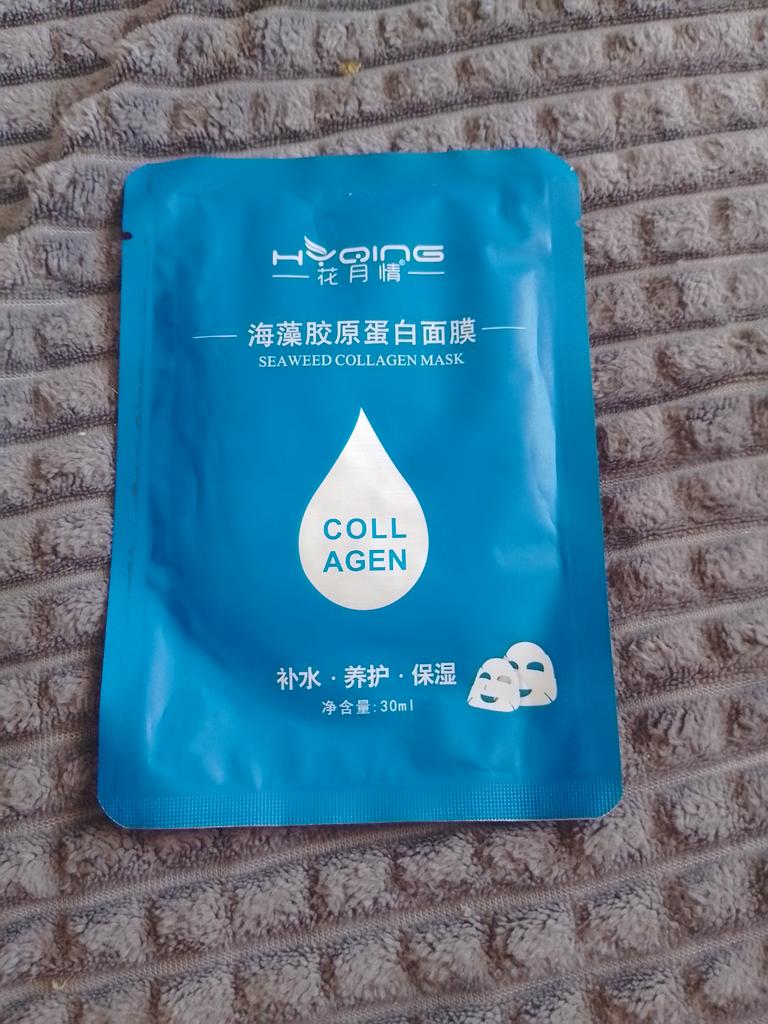 HYQING
花月情®
海藻胶原蛋白面膜
SEAWEED COLLAGEN MASK
COLL
AGEN
补水·养护·保湿
净含量:30ml